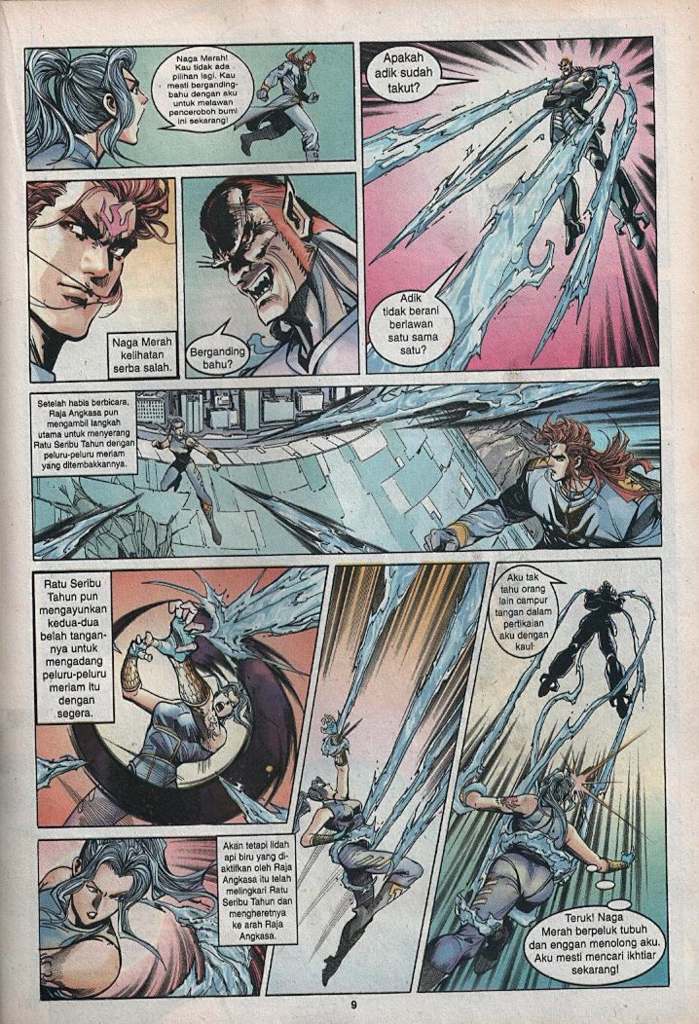 Naga Merah!
Kau tidak ada
pilihan lagi. Kau
mesti berganding-
bahu dengan aku
untuk melawan
penceroboh bumi
ini sekarang!
Apakah
adik sudah
takut?
Adik
tidak berani
berlawan
satu sama
satu?
Naga Merah
kelihatan
serba salah.
Berganding
bahu?
Setelah habis berbicara,
Raja Angkasa pun
mengambil langkah
utama untuk menyerang
Ratu Seribu Tahun dengan
peluru-peluru meriam
yang ditembakkannya.
Ratu Seribu
Tahun pun
mengayunkan
kedua-dua
belah tangan-
nya untuk
mengadang
peluru-peluru
meriam itu
dengan
segera.
Aku tak
tahu orang
lain campur
tangan dalam
pertikaian
aku dengan
kau!
Akan tetapi lidah
api biru yang di-
aktifkan oleh Raja
Angkasa itu telah
melingkari Ratu
Seribu Tahun dan
mengheretnya
ke arah Raja
Angkasa.
Teruk! Naga
Merah berpeluk tubuh
dan enggan menolong aku.
Aku mesti mencari ikhtiar
sekarang!
9